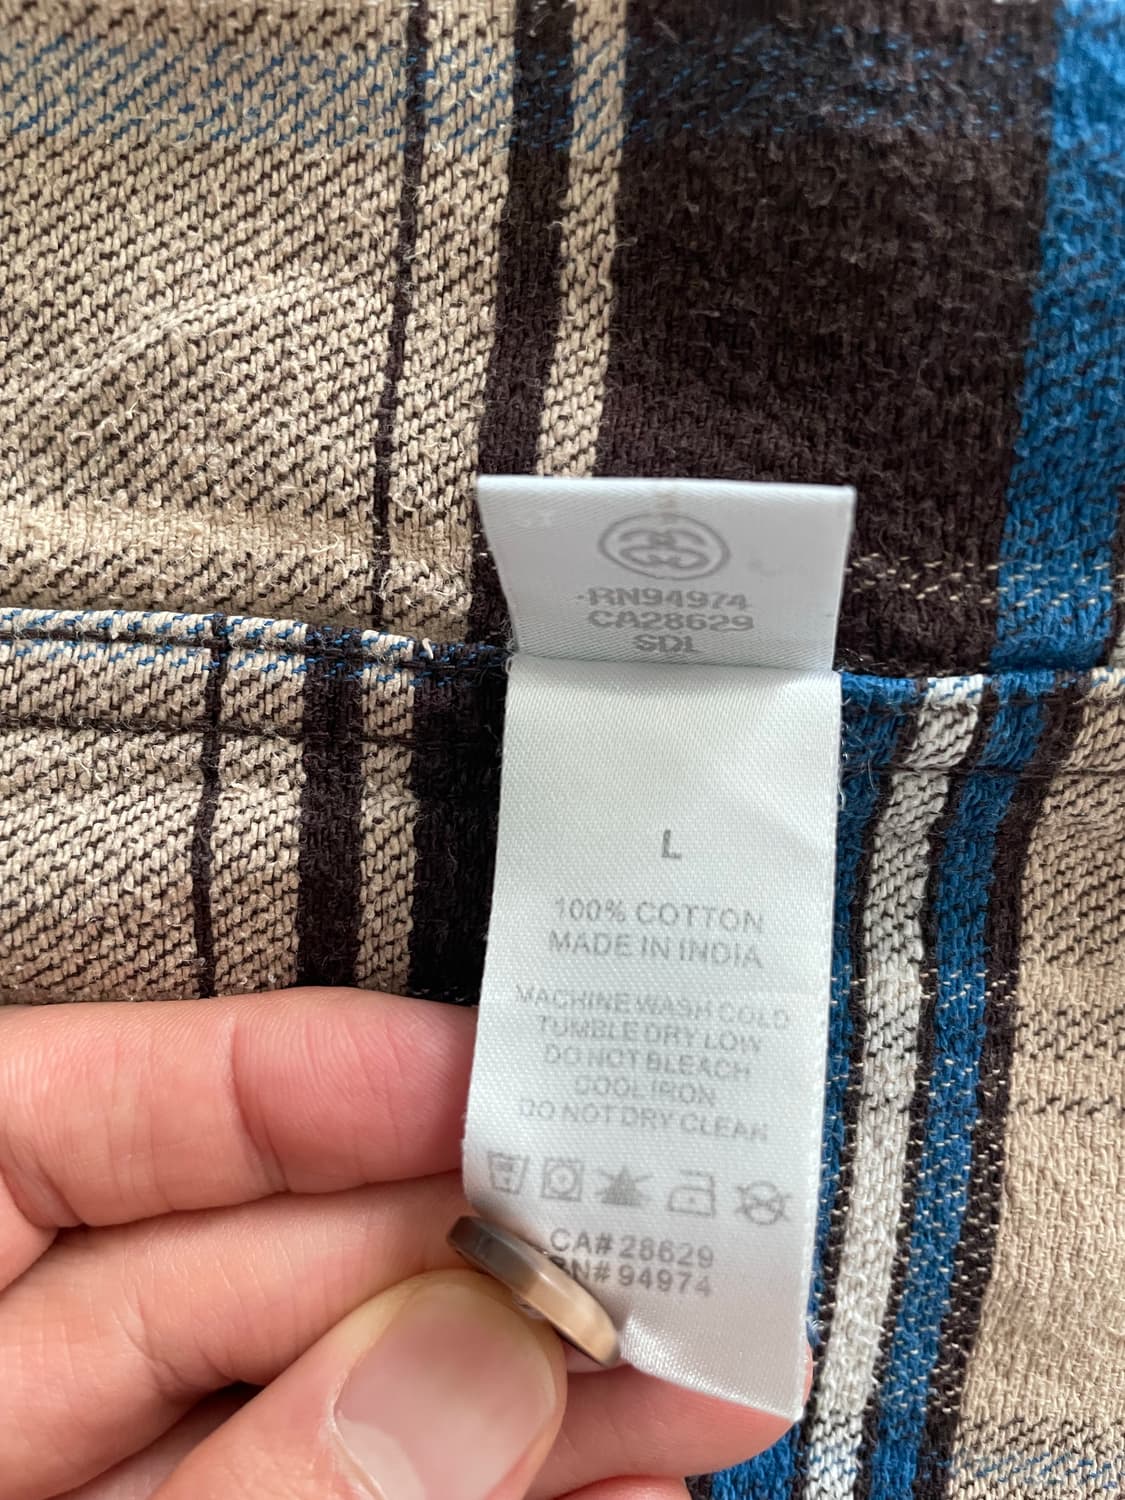 RN94974
CA28629
SDL
L
100% COTTON
MADE IN INDIA
MACHINE WASH COLD
TUMBLE DRY LOW
DO NOT BLEACH
COOL IRON
DO NOT DRY CLEAN
CA# 28629
RN# 94974